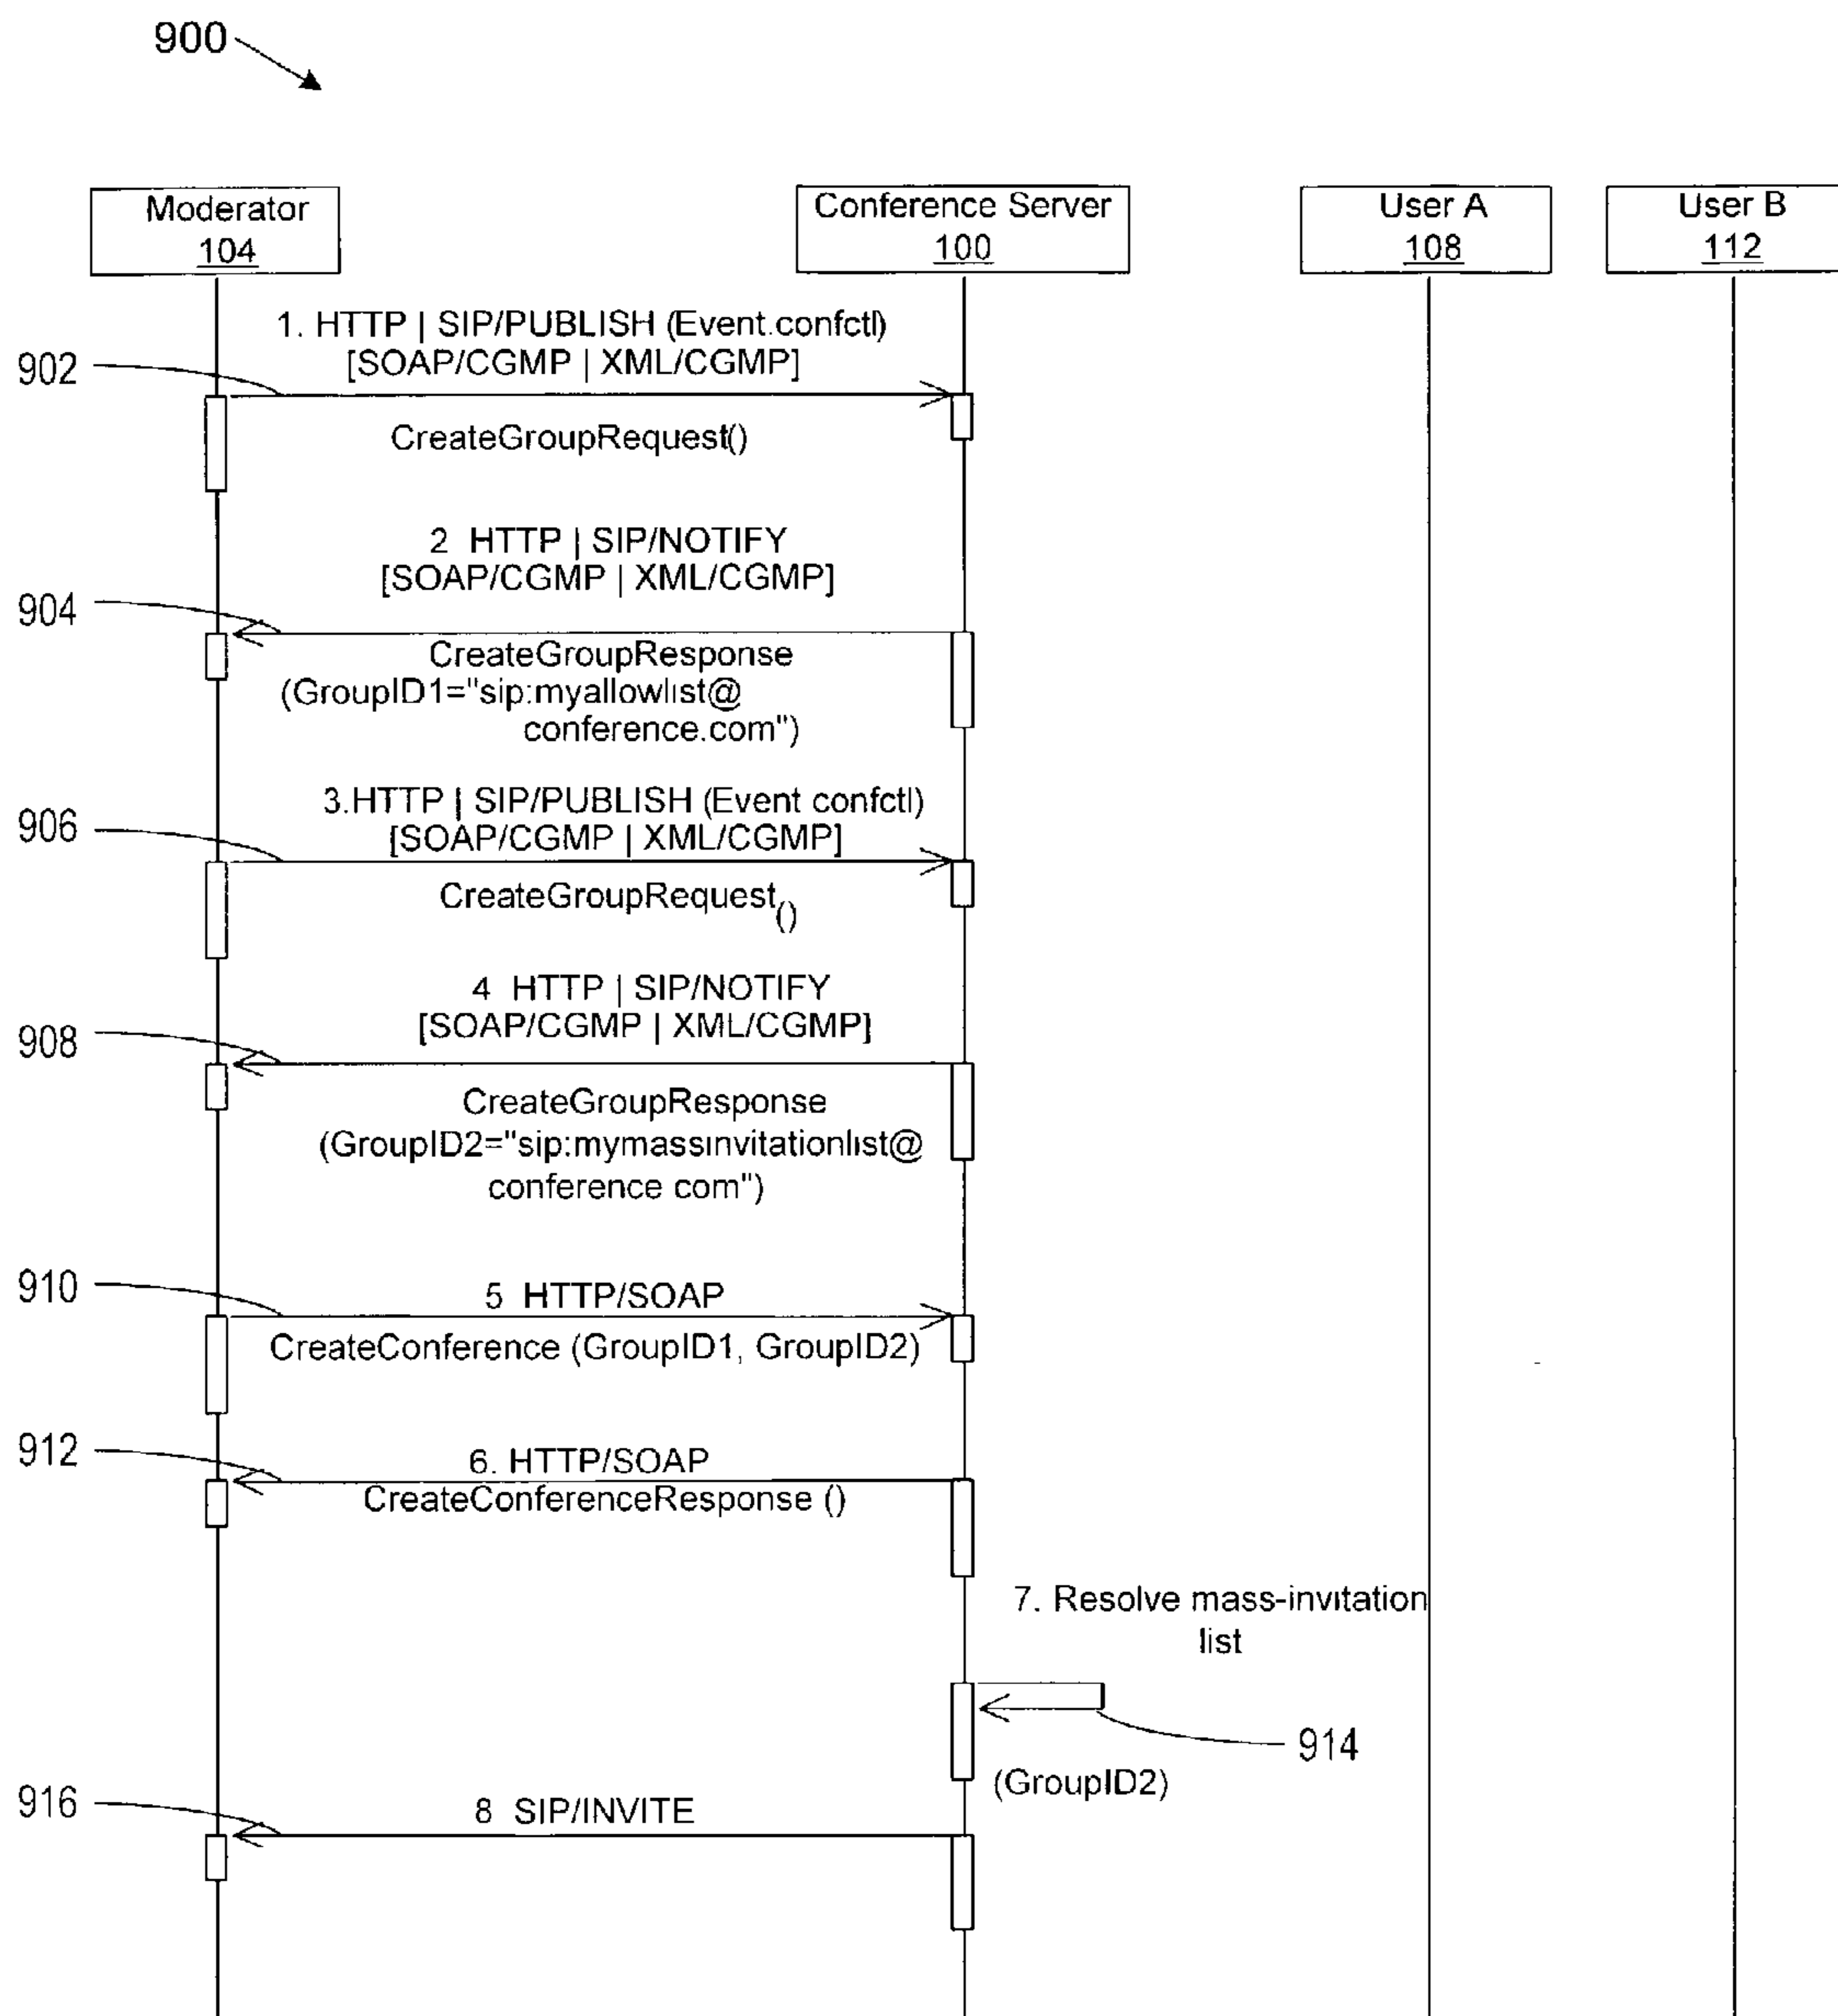 900
Moderator
104
Conference Server
100
User A
108
User B
112
1. HTTP | SIP/PUBLISH (Event.confctl)
[SOAP/CGMP | XML/CGMP]
902
CreateGroupRequest()
2 HTTP | SIP/NOTIFY
[SOAP/CGMP | XML/CGMP]
904
CreateGroupResponse
(GroupID1="sip:myallowlist@
conference.com")
3.HTTP | SIP/PUBLISH (Event confctl)
[SOAP/CGMP | XML/CGMP]
906
CreateGroupRequest()
4 HTTP | SIP/NOTIFY
[SOAP/CGMP | XML/CGMP]
908
CreateGroupResponse
(GroupID2="sip:mymassinvitationlist@
conference com")
910
5 HTTP/SOAP
CreateConference (GroupID1, GroupID2)
912
6. HTTP/SOAP
CreateConferenceResponse ()
7. Resolve mass-invitation
list
914
(GroupID2)
916
8 SIP/INVITE